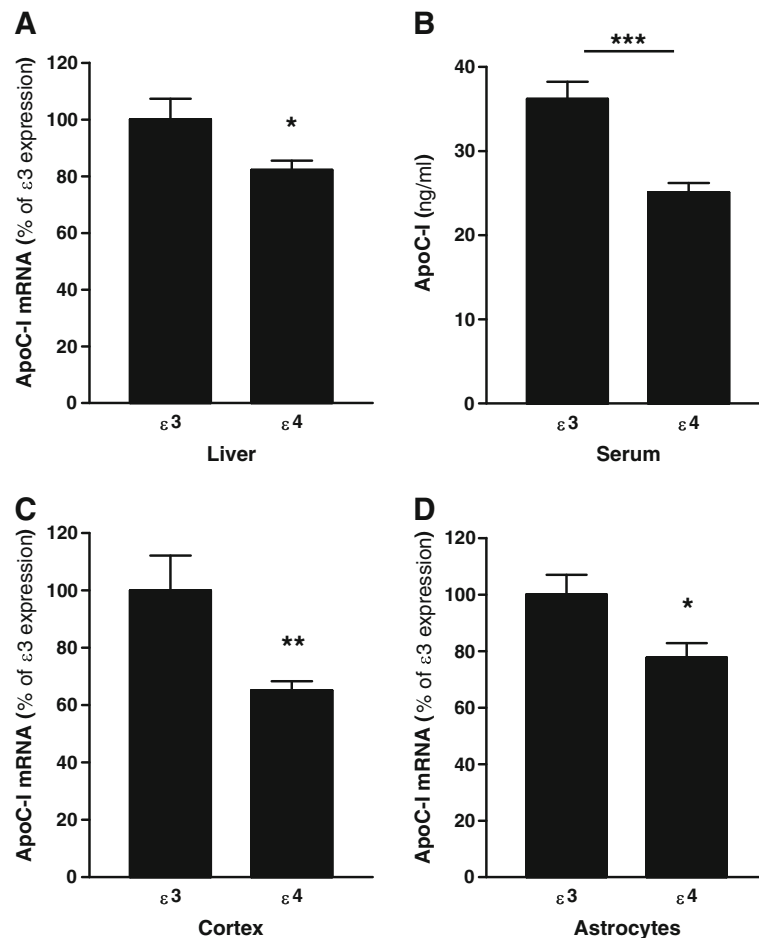 A
ApoC-I mRNA (% of ε3 expression)
120
100
80
60
40
20
0
*
ε3
ε4
Liver
B
ApoC-I (ng/ml)
40
30
20
10
0
***
ε3
ε4
Serum
C
ApoC-I mRNA (% of ε3 expression)
120
100
80
60
40
20
0
**
ε3
ε4
Cortex
D
ApoC-I mRNA (% of ε3 expression)
120
100
80
60
40
20
0
*
ε3
ε4
Astrocytes